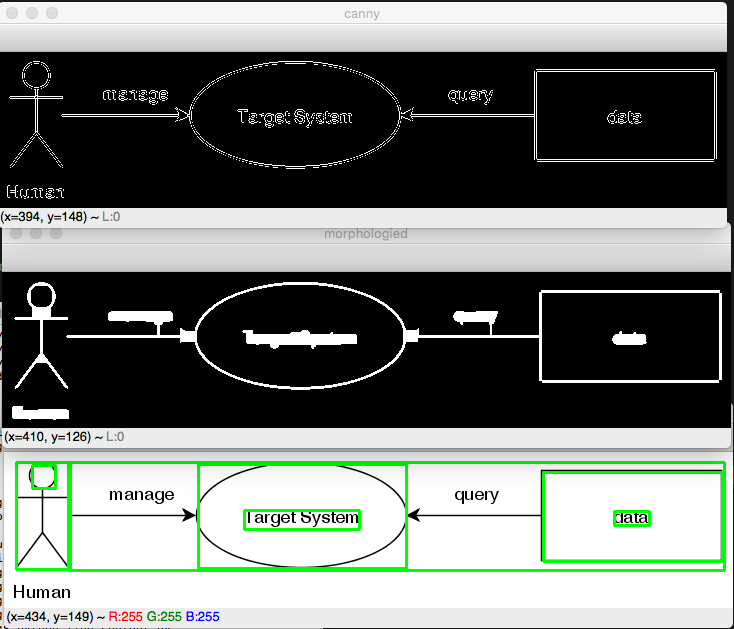 canny
manage
query
Target System
data
Human
(x=394, y=148) ~ L:0
morphologied
(x=410, y=126) ~ L:0
manage
query
Target System
data
Human
(x=434, y=149) ~ R:255 G:255 B:255